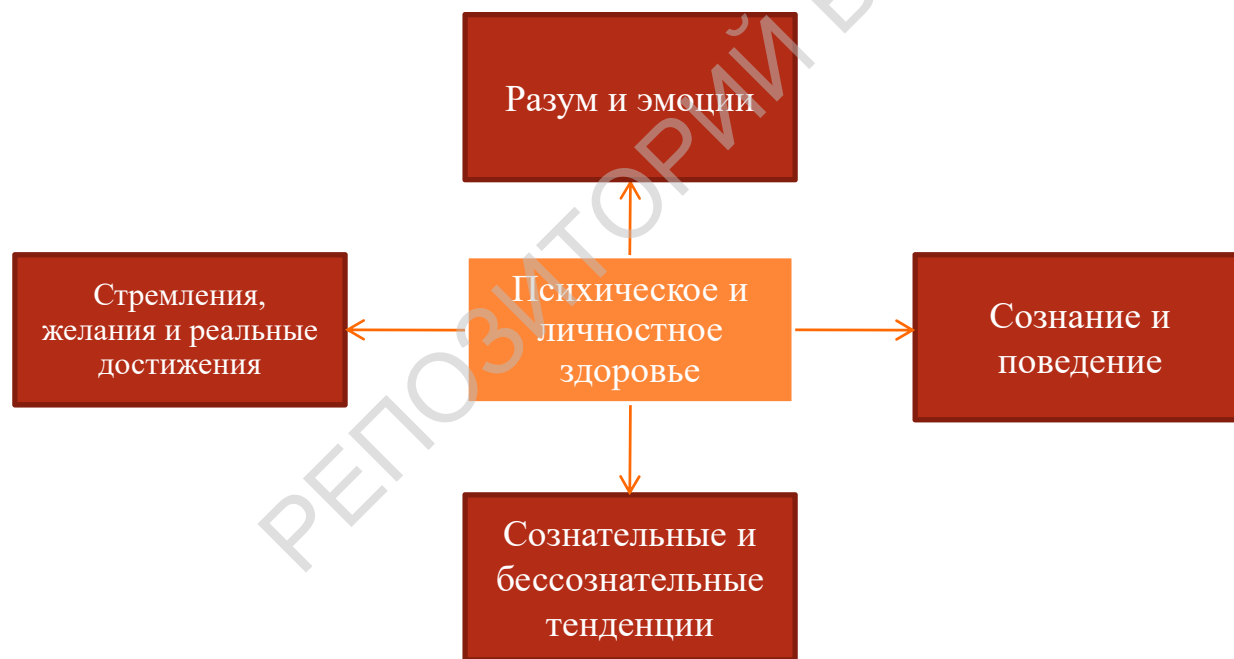 Разум и эмоции
Стремления,
желания и реальные
достижения
Психическое и
личностное
здоровье
Сознание и
поведение
Сознательные и
бессознательные
тенденции
РЕПОЗИТОРИЙ В